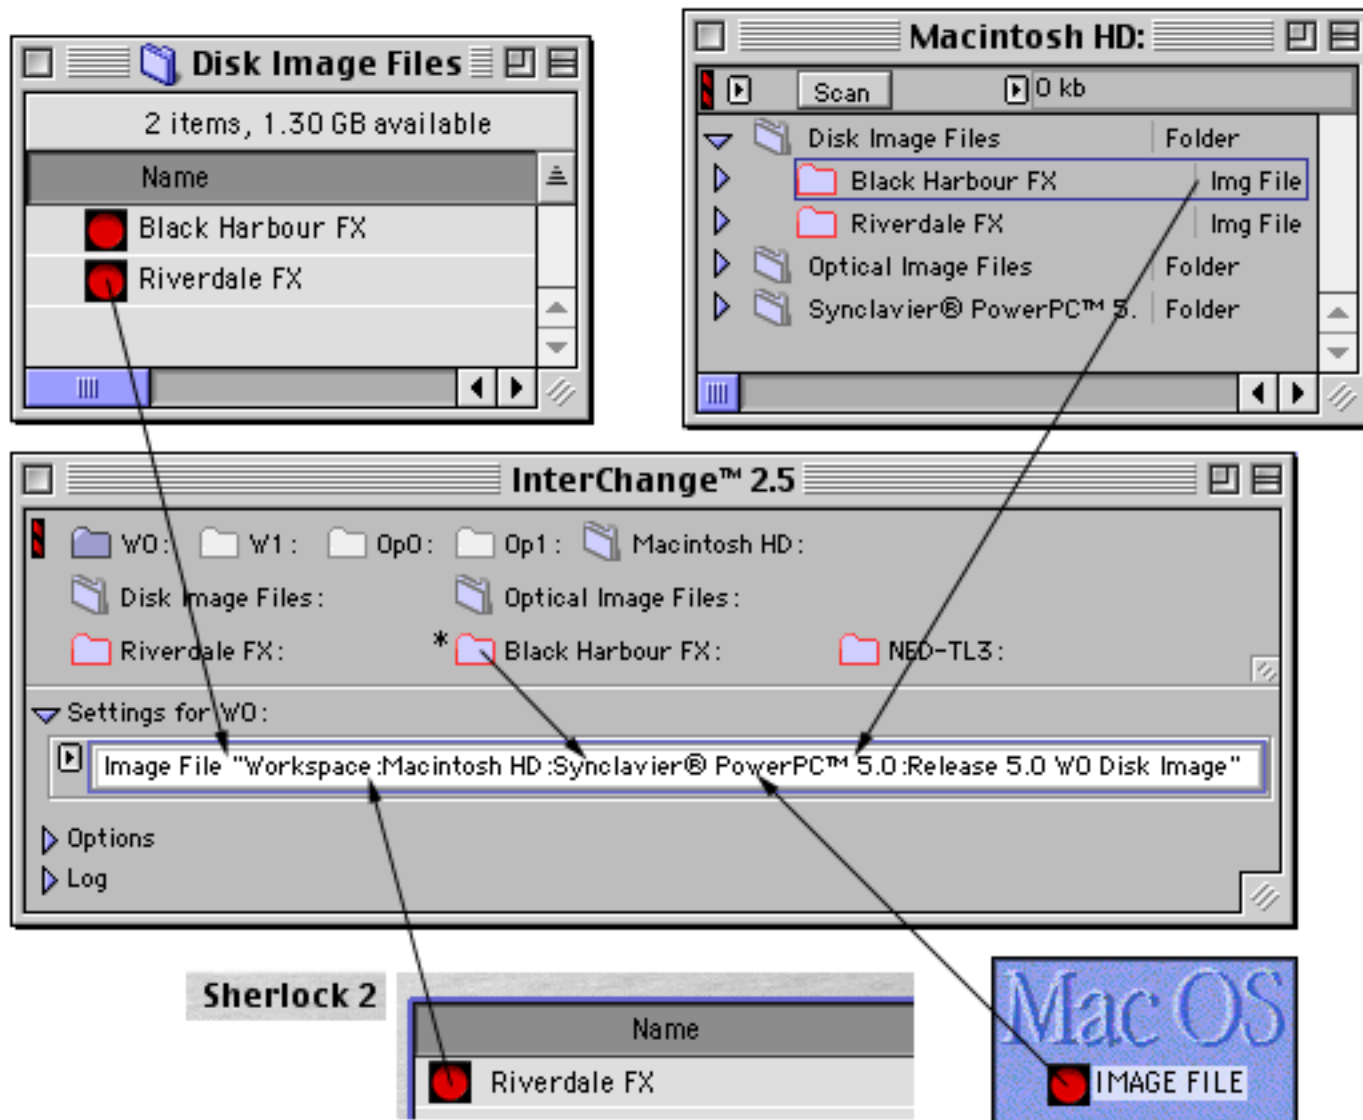 Disk Image Files
2 items, 1.30 GB available
Name
Black Harbour FX
Riverdale FX
Macintosh HD:
Scan 0 kb
Disk Image Files Folder
Black Harbour FX Img File
Riverdale FX Img File
Optical Image Files Folder
Synclavier® PowerPC™ 5. Folder
InterChange™ 2.5
W0: W1: Op0: Op1: Macintosh HD:
Disk Image Files: Optical Image Files:
Riverdale FX: * Black Harbour FX: NED-TL3:
Settings for W0:
Image File "Workspace:Macintosh HD:Synclavier® PowerPC™ 5.0:Release 5.0 W0 Disk Image"
Options
Log
Sherlock 2
Name
Riverdale FX
Mac OS
IMAGE FILE